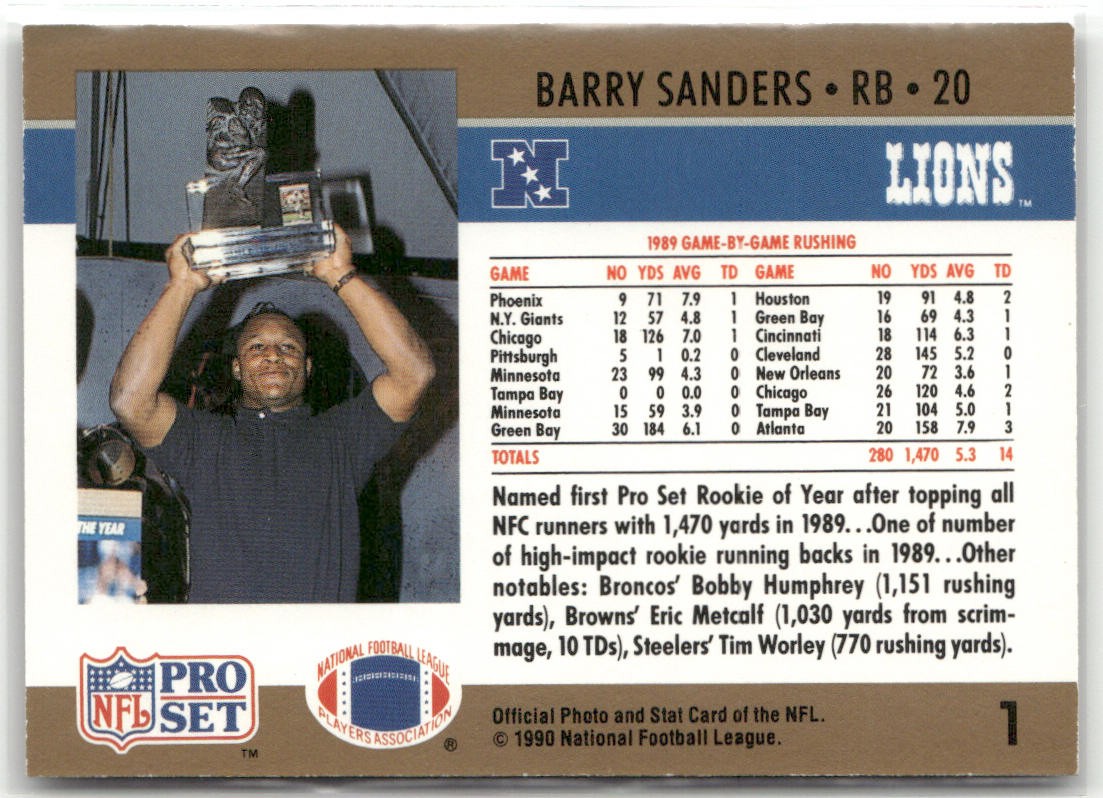 BARRY SANDERS • RB • 20
N
LIONS™
THE YEAR
1989 GAME-BY-GAME RUSHING
GAME NO YDS AVG TD GAME NO YDS AVG TD
Phoenix 9 71 7.9 1 Houston 19 91 4.8 2
N.Y. Giants 12 57 4.8 1 Green Bay 16 69 4.3 1
Chicago 18 126 7.0 1 Cincinnati 18 114 6.3 1
Pittsburgh 5 1 0.2 0 Cleveland 28 145 5.2 0
Minnesota 23 99 4.3 0 New Orleans 20 72 3.6 1
Tampa Bay 0 0 0.0 0 Chicago 26 120 4.6 2
Minnesota 15 59 3.9 0 Tampa Bay 21 104 5.0 1
Green Bay 30 184 6.1 0 Atlanta 20 158 7.9 3
TOTALS 280 1,470 5.3 14
Named first Pro Set Rookie of Year after topping all
NFC runners with 1,470 yards in 1989...One of number
of high-impact rookie running backs in 1989...Other
notables: Broncos' Bobby Humphrey (1,151 rushing
yards), Browns' Eric Metcalf (1,030 yards from scrim-
mage, 10 TDs), Steelers' Tim Worley (770 rushing yards).
NFL PRO SET™
NATIONAL FOOTBALL LEAGUE
PLAYERS ASSOCIATION®
Official Photo and Stat Card of the NFL.
© 1990 National Football League.
1